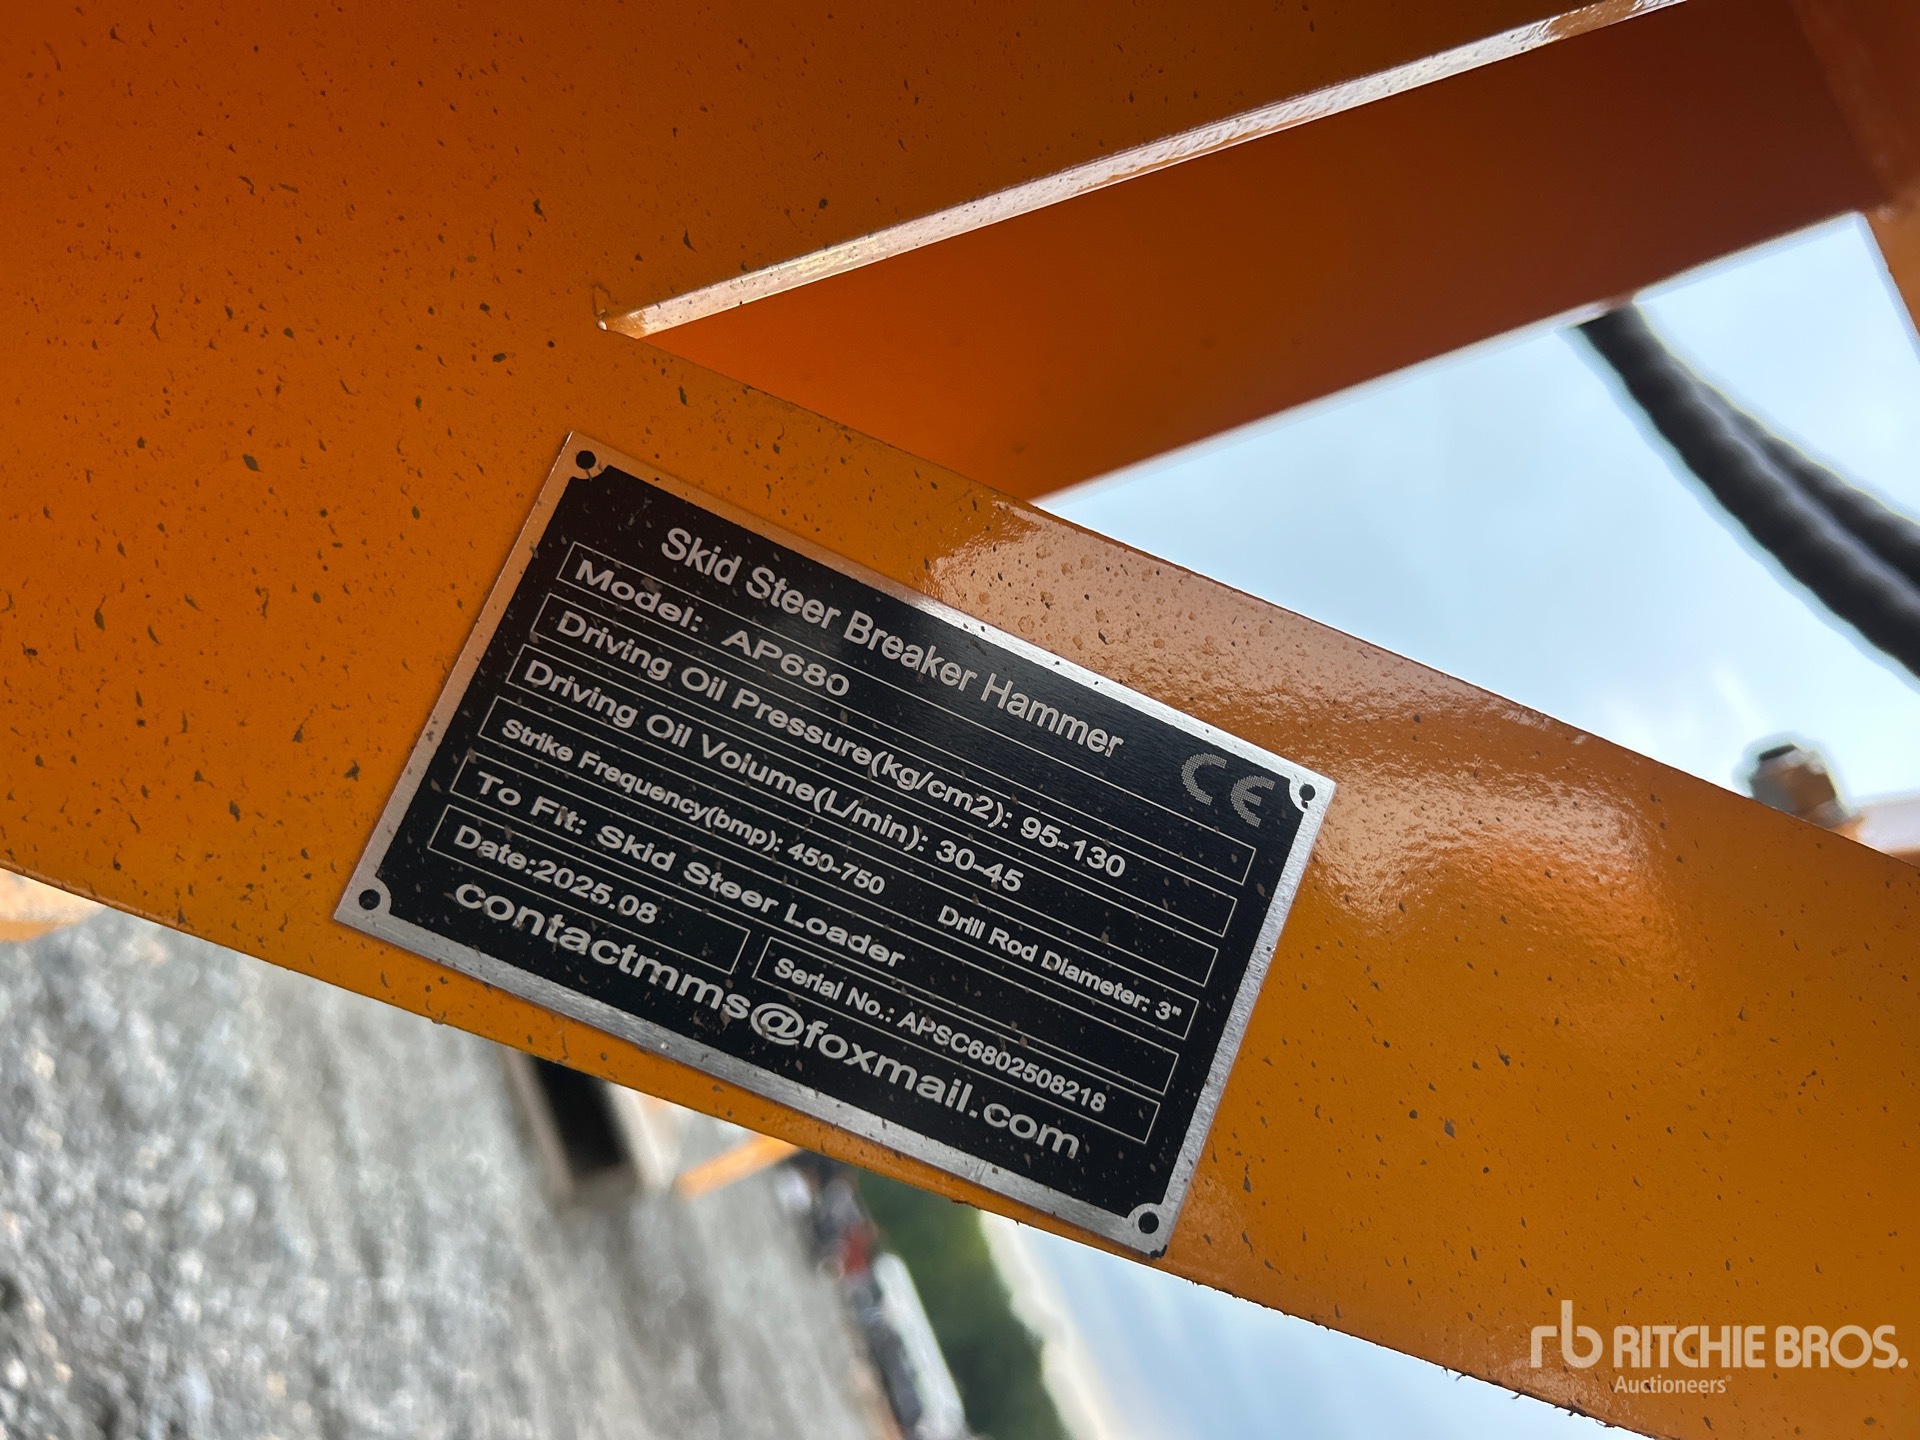 Skid Steer Breaker Hammer
CE
Model: AP680
Driving Oil Pressure(kg/cm2): 95-130
Driving Oil Volume(L/min): 30-45
Strike Frequency(bmp): 450-750 Drill Rod Diameter: 3"
To Fit: Skid Steer Loader
Date:2025.08 Serial No.: APSC6802508218
contactmms@foxmail.com
rb RITCHIE BROS.
Auctioneers